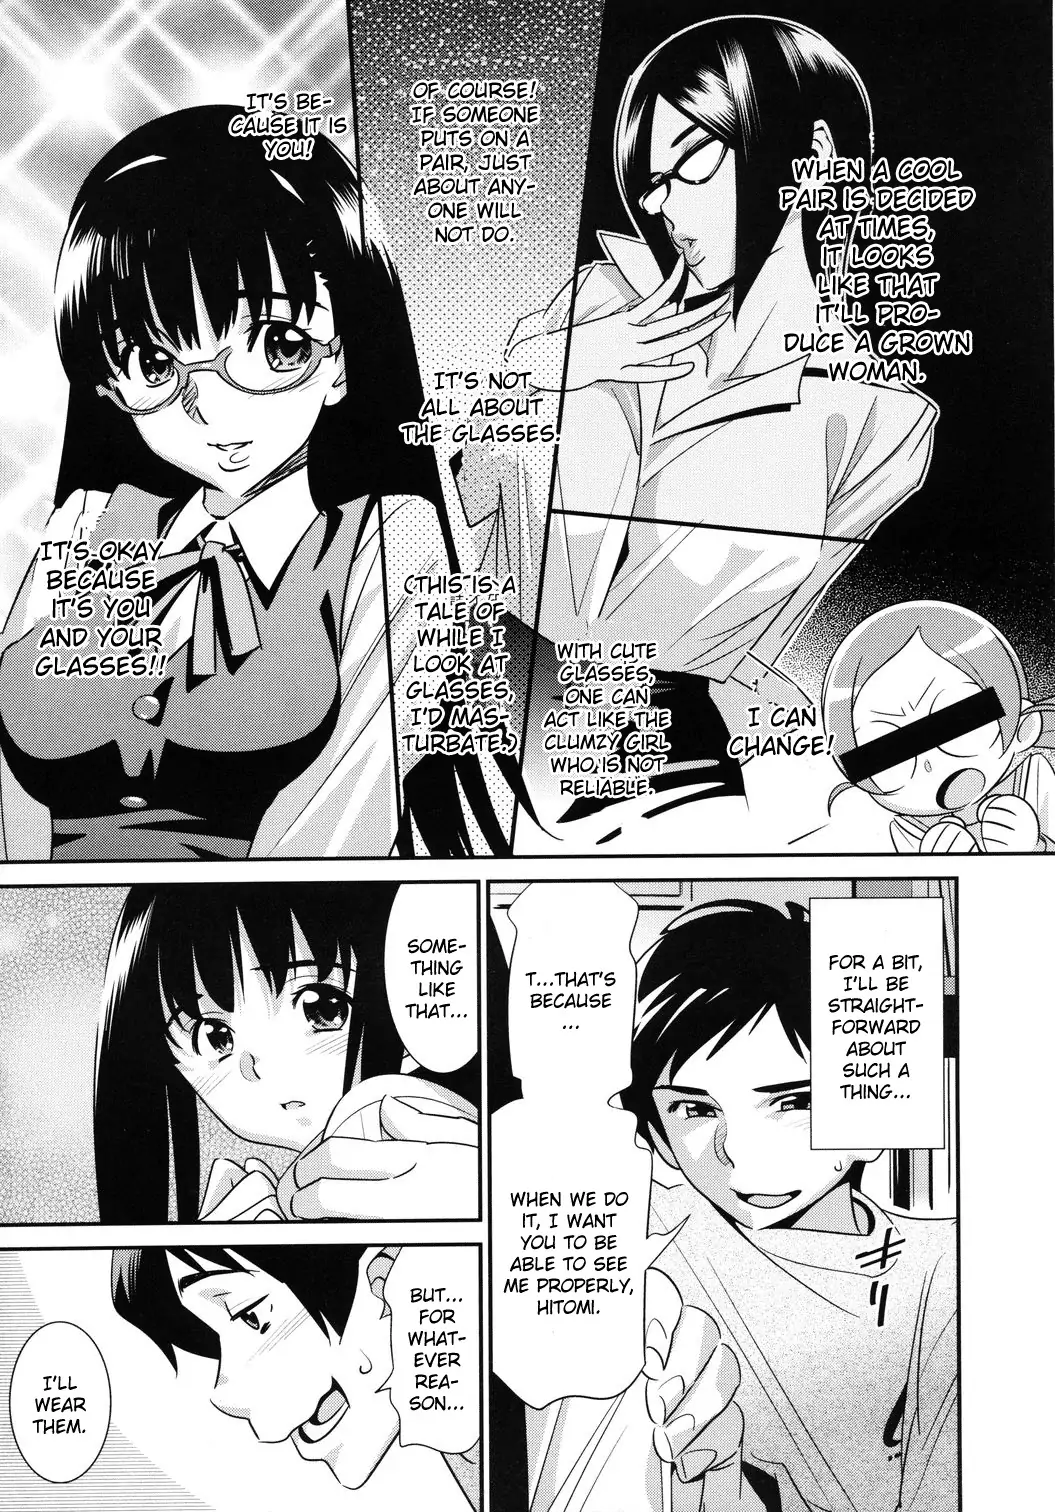 WHEN A COOL
PAIR IS DECIDED
AT TIMES,
IT LOOKS
LIKE THAT
IT'LL PRO-
DUCE A GROWN
WOMAN.
I CAN
CHANGE!
WITH CUTE
GLASSES,
ONE CAN
ACT LIKE THE
CLUMZY GIRL
WHO IS NOT
RELIABLE.
OF COURSE!
IF SOMEONE
PUTS ON A
PAIR, JUST
ABOUT ANY-
ONE WILL
NOT DO.
IT'S NOT
ALL ABOUT
THE GLASSES!
(THIS IS A
TALE OF
WHILE I
LOOK AT
GLASSES,
I'D MAS-
TURBATE.)
IT'S BE-
CAUSE IT IS
YOU!
IT'S OKAY
BECAUSE
IT'S YOU
AND YOUR
GLASSES!!
FOR A BIT,
I'LL BE
STRAIGHT-
FORWARD
ABOUT
SUCH A
THING...
T...THAT'S
BECAUSE
...
WHEN WE DO
IT, I WANT
YOU TO BE
ABLE TO SEE
ME PROPERLY,
HITOMI.
SOME-
THING
LIKE
THAT...
BUT...
FOR
WHAT-
EVER
REA-
SON...
I'LL
WEAR
THEM.